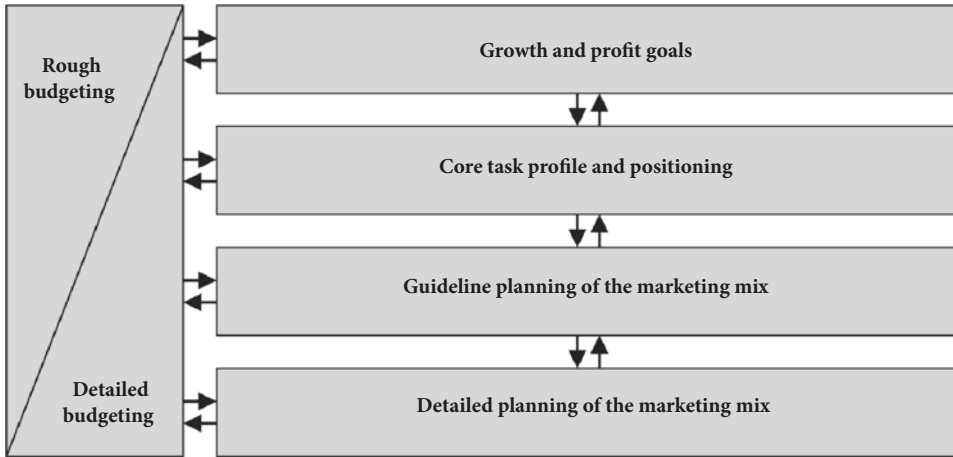 Rough
budgeting
Growth and profit goals
Core task profile and positioning
Guideline planning of the marketing mix
Detailed
budgeting
Detailed planning of the marketing mix